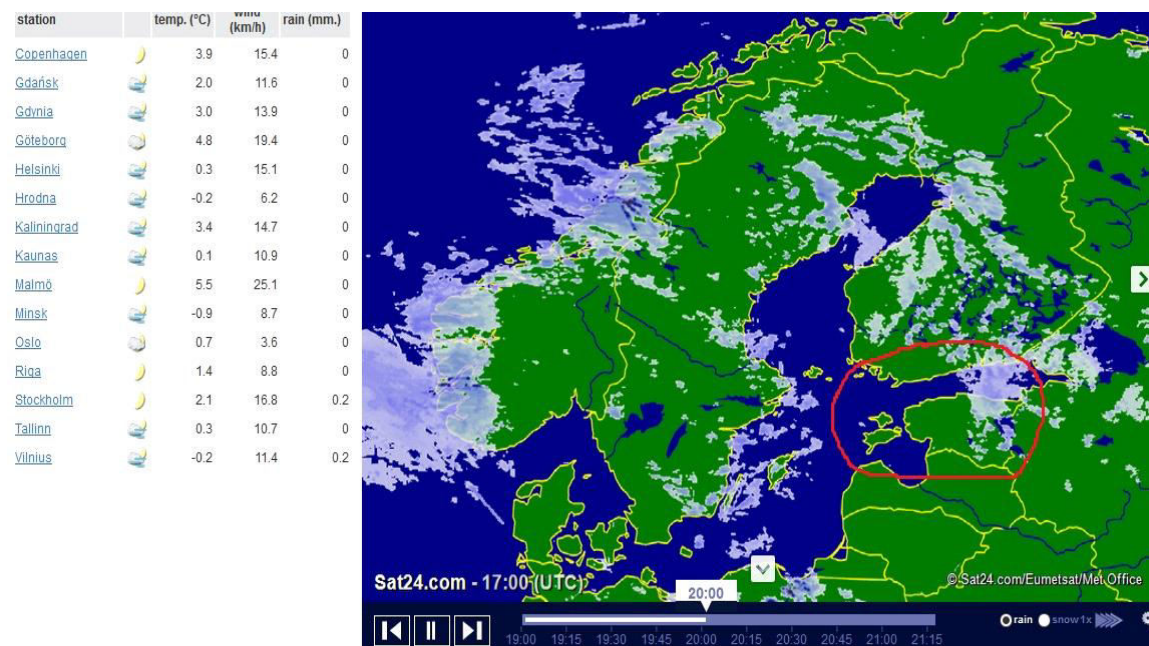 station temp. (°C) wind (km/h) rain (mm.)
Copenhagen 3.9 15.4 0
Gdańsk 2.0 11.6 0
Gdynia 3.0 13.9 0
Göteborg 4.8 19.4 0
Helsinki 0.3 15.1 0
Hrodna -0.2 6.2 0
Kaliningrad 3.4 14.7 0
Kaunas 0.1 10.9 0
Malmö 5.5 25.1 0
Minsk -0.9 8.7 0
Oslo 0.7 3.6 0
Riga 1.4 8.8 0
Stockholm 2.1 16.8 0.2
Tallinn 0.3 10.7 0
Vilnius -0.2 11.4 0.2
Sat24.com - 17:00 (UTC)
© Sat24.com/Eumetsat/Met Office
20:00
rain snow 1x
19:00 19:15 19:30 19:45 20:00 20:15 20:30 20:45 21:00 21:15